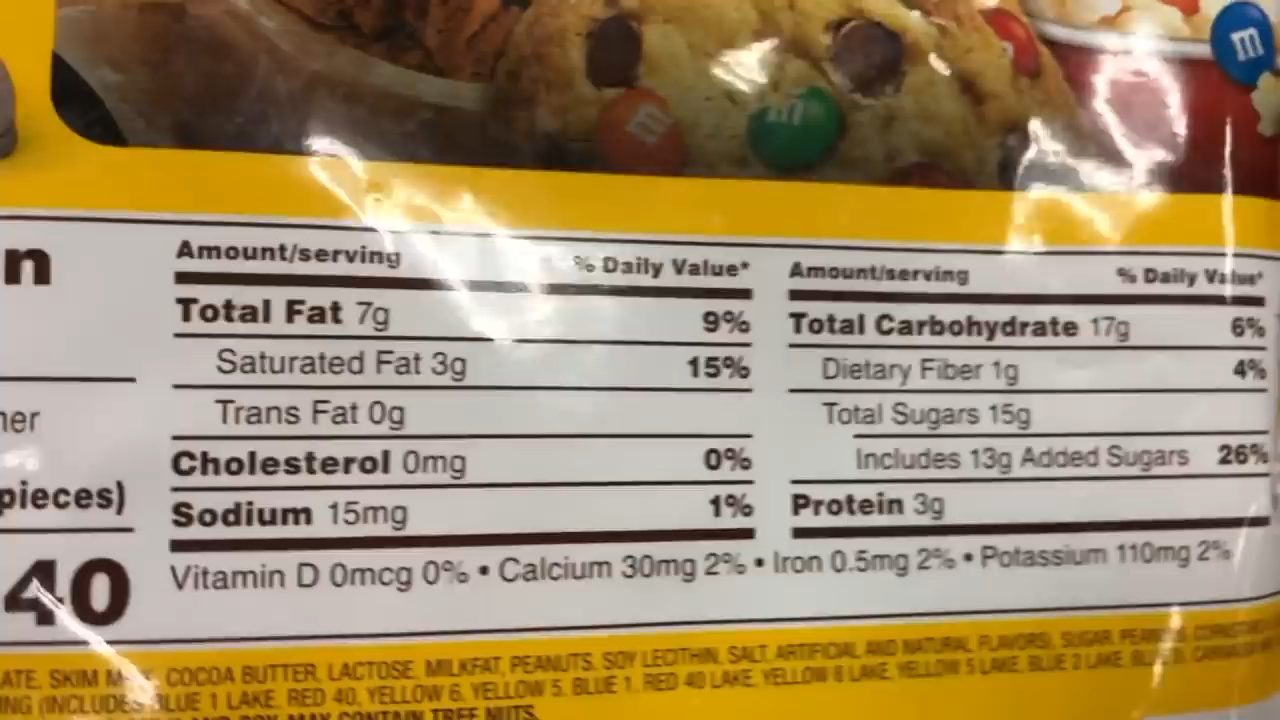 m
m m
n
Amount/serving % Daily Value*
Total Fat 7g 9%
Saturated Fat 3g 15%
Trans Fat 0g
Cholesterol 0mg 0%
Sodium 15mg 1%
Amount/serving % Daily Value*
Total Carbohydrate 17g 6%
Dietary Fiber 1g 4%
Total Sugars 15g
Includes 13g Added Sugars 26%
Protein 3g
ner
pieces)
40
Vitamin D 0mcg 0% • Calcium 30mg 2% • Iron 0.5mg 2% • Potassium 110mg 2%
ATE, SKIM COCOA BUTTER, LACTOSE, MILKFAT, PEANUTS, SOY LECITHIN, SALT, ARTIFICIAL AND NATURAL FLAVORS), SUGAR,
ING (INCLUDES BLUE 1 LAKE, RED 40, YELLOW 6, YELLOW 5, BLUE 1, RED 40 LAKE, YELLOW 6 LAKE, YELLOW 5 LAKE, BLUE 2 LAKE,
MAY CONTAIN TREE NUTS.